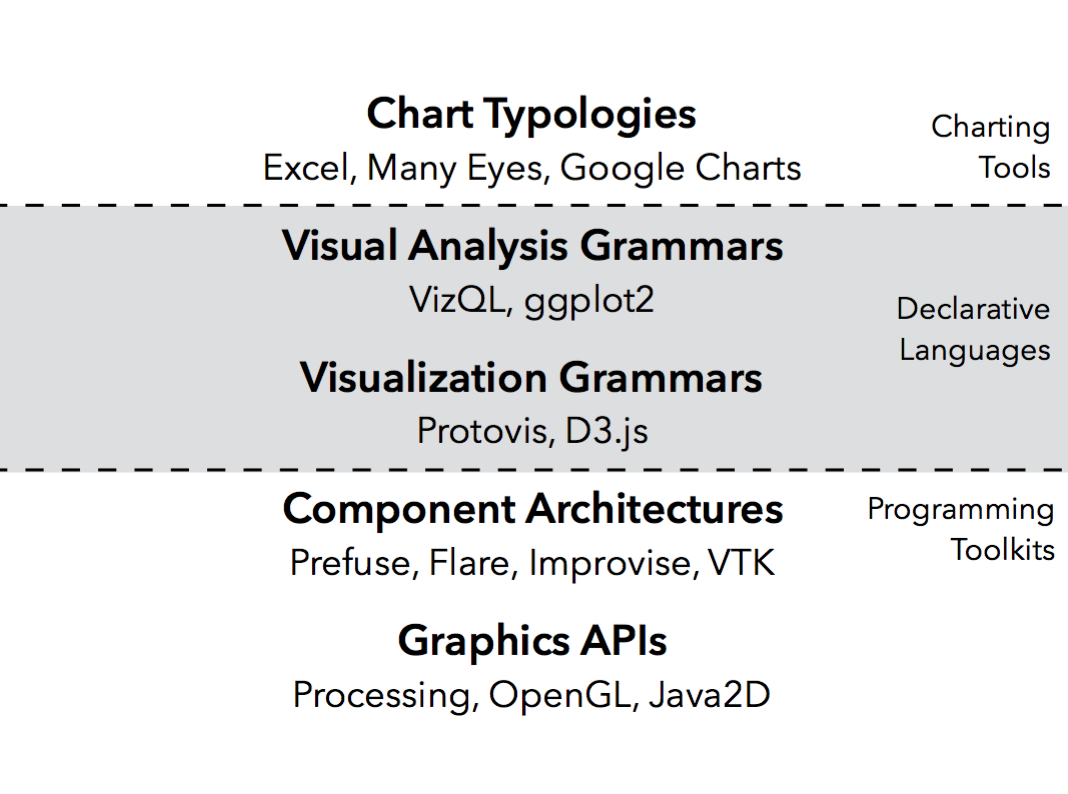 Chart Typologies
Excel, Many Eyes, Google Charts
Charting
Tools
Visual Analysis Grammars
VizQL, ggplot2
Declarative
Languages
Visualization Grammars
Protovis, D3.js
Component Architectures
Prefuse, Flare, Improvise, VTK
Programming
Toolkits
Graphics APIs
Processing, OpenGL, Java2D